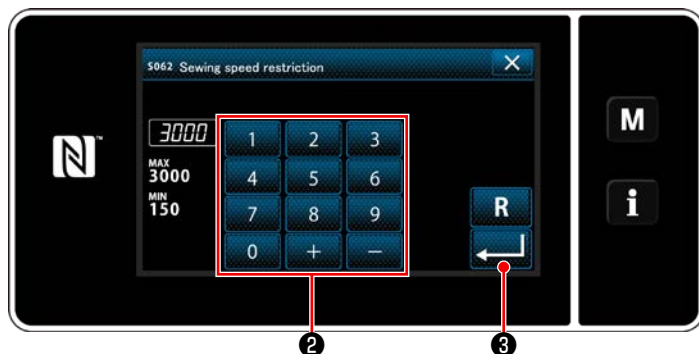 S062 Sewing speed restriction
3000
MAX
3000
MIN
150
1 2 3
4 5 6
7 8 9
0 + −
R
M
i
N™
❷ ❸